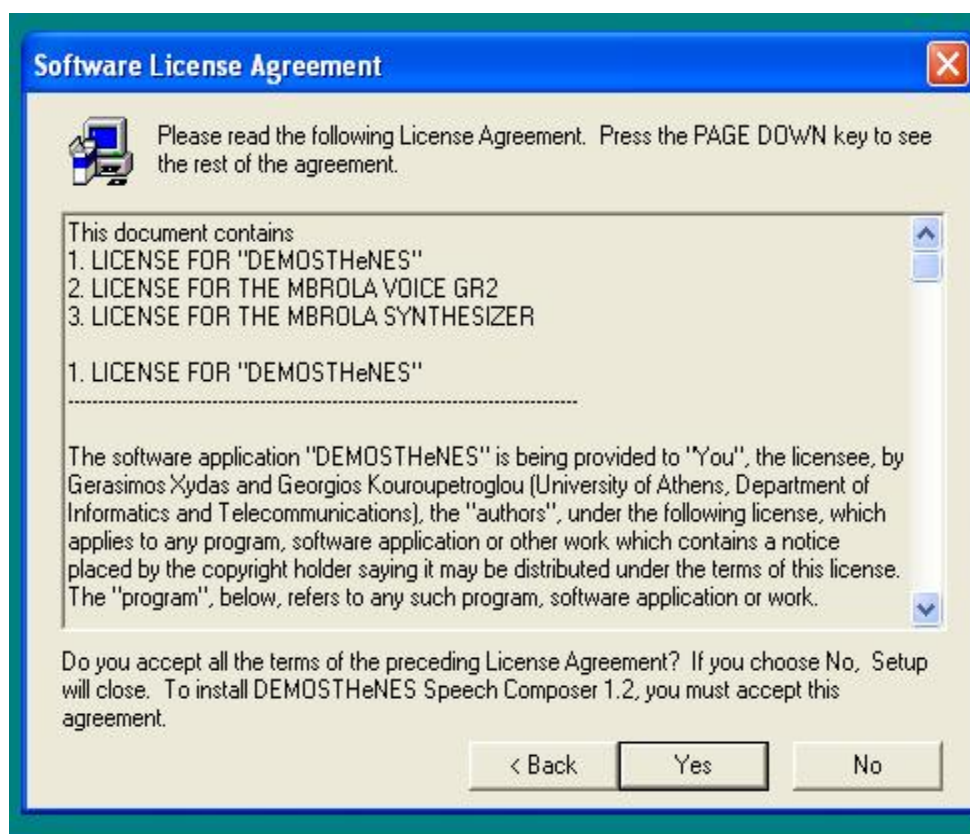 Software License Agreement
Please read the following License Agreement.  Press the PAGE DOWN key to see
the rest of the agreement.
This document contains
1. LICENSE FOR "DEMOSTHeNES"
2. LICENSE FOR THE MBROLA VOICE GR2
3. LICENSE FOR THE MBROLA SYNTHESIZER
1. LICENSE FOR "DEMOSTHeNES"
--------------------------------------------------------------------------
The software application "DEMOSTHeNES" is being provided to "You", the licensee, by
Gerasimos Xydas and Georgios Kouroupetroglou (University of Athens, Department of
Informatics and Telecommunications), the "authors", under the following license, which
applies to any program, software application or other work which contains a notice
placed by the copyright holder saying it may be distributed under the terms of this license.
The "program", below, refers to any such program, software application or work.
Do you accept all the terms of the preceding License Agreement?  If you choose No,  Setup
will close.  To install DEMOSTHeNES Speech Composer 1.2, you must accept this
agreement.
< Back Yes No